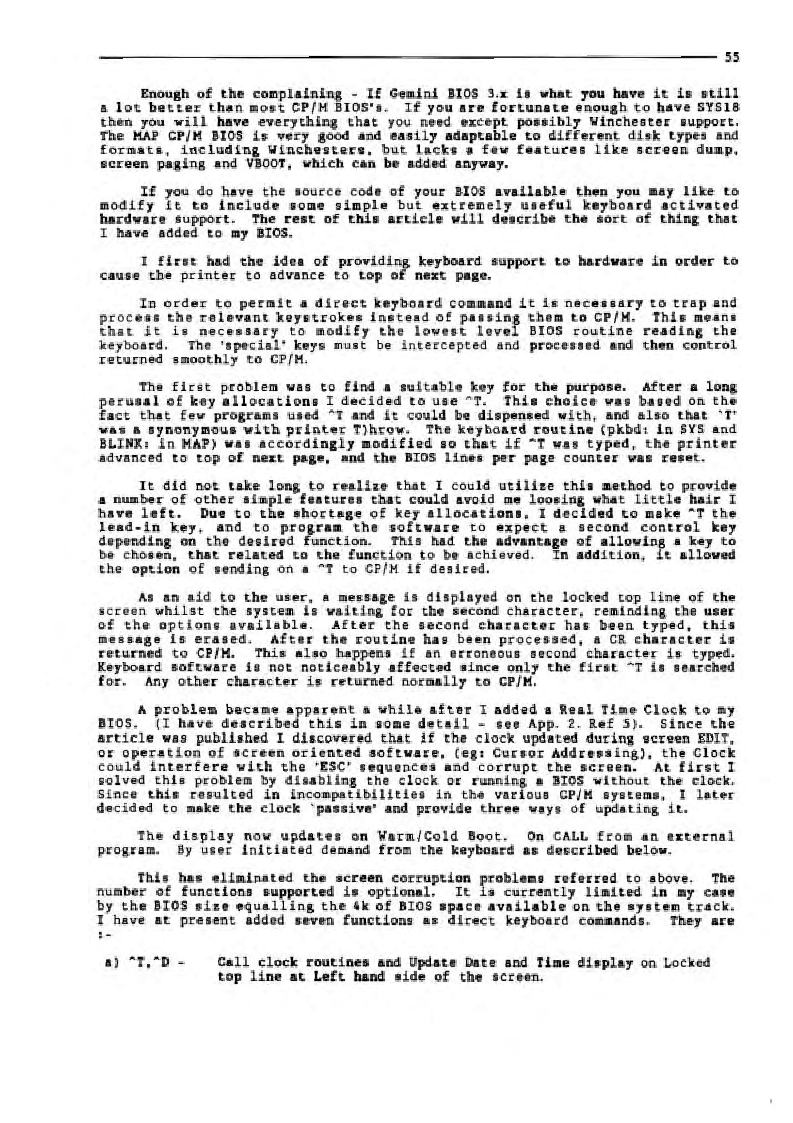 55
Enough of the complaining - If Gemini BIOS 3.x is what you have it is still
a lot better than most CP/M BIOS's. If you are fortunate enough to have SYS18
then you will have everything that you need except possibly Winchester support.
The MAP CP/M BIOS is very good and easily adaptable to different disk types and
formats, including Winchesters, but lacks a few features like screen dump,
screen paging and VBOOT, which can be added anyway.
If you do have the source code of your BIOS available then you may like to
modify it to include some simple but extremely useful keyboard activated
hardware support. The rest of this article will describe the sort of thing that
I have added to my BIOS.
I first had the idea of providing keyboard support to hardware in order to
cause the printer to advance to top of next page.
In order to permit a direct keyboard command it is necessary to trap and
process the relevant keystrokes instead of passing them to CP/M. This means
that it is necessary to modify the lowest level BIOS routine reading the
keyboard. The 'special' keys must be intercepted and processed and then control
returned smoothly to CP/M.
The first problem was to find a suitable key for the purpose. After a long
perusal of key allocations I decided to use ^T. This choice was based on the
fact that few programs used ^T and it could be dispensed with, and also that `T'
was a synonymous with printer T)hrow. The keyboard routine (pkbd: in SYS and
BLINK: in MAP) was accordingly modified so that if ^T was typed, the printer
advanced to top of next page, and the BIOS lines per page counter was reset.
It did not take long to realize that I could utilize this method to provide
a number of other simple features that could avoid me loosing what little hair I
have left. Due to the shortage of key allocations, I decided to make ^T the
lead-in key, and to program the software to expect a second control key
depending on the desired function. This had the advantage of allowing a key to
be chosen, that related to the function to be achieved. In addition, it allowed
the option of sending on a ^T to CP/M if desired.
As an aid to the user, a message is displayed on the locked top line of the
screen whilst the system is waiting for the second character, reminding the user
of the options available. After the second character has been typed, this
message is erased. After the routine has been processed, a CR character is
returned to CP/M. This also happens if an erroneous second character is typed.
Keyboard software is not noticeably affected since only the first ^T is searched
for. Any other character is returned normally to CP/M.
A problem became apparent a while after I added a Real Time Clock to my
BIOS. (I have described this in some detail - see App. 2. Ref 5). Since the
article was published I discovered that if the clock updated during screen EDIT,
or operation of screen oriented software, (eg: Cursor Addressing), the Clock
could interfere with the 'ESC' sequences and corrupt the screen. At first I
solved this problem by disabling the clock or running a BIOS without the clock.
Since this resulted in incompatibilities in the various CP/M systems, I later
decided to make the clock `passive' and provide three ways of updating it.
The display now updates on Warm/Cold Boot. On CALL from an external
program. By user initiated demand from the keyboard as described below.
This has eliminated the screen corruption problems referred to above. The
number of functions supported is optional. It is currently limited in my case
by the BIOS size equalling the 4k of BIOS space available on the system track.
I have at present added seven functions as direct keyboard commands. They are
:-
a) ^T,^D - Call clock routines and Update Date and Time display on Locked
top line at Left hand side of the screen.